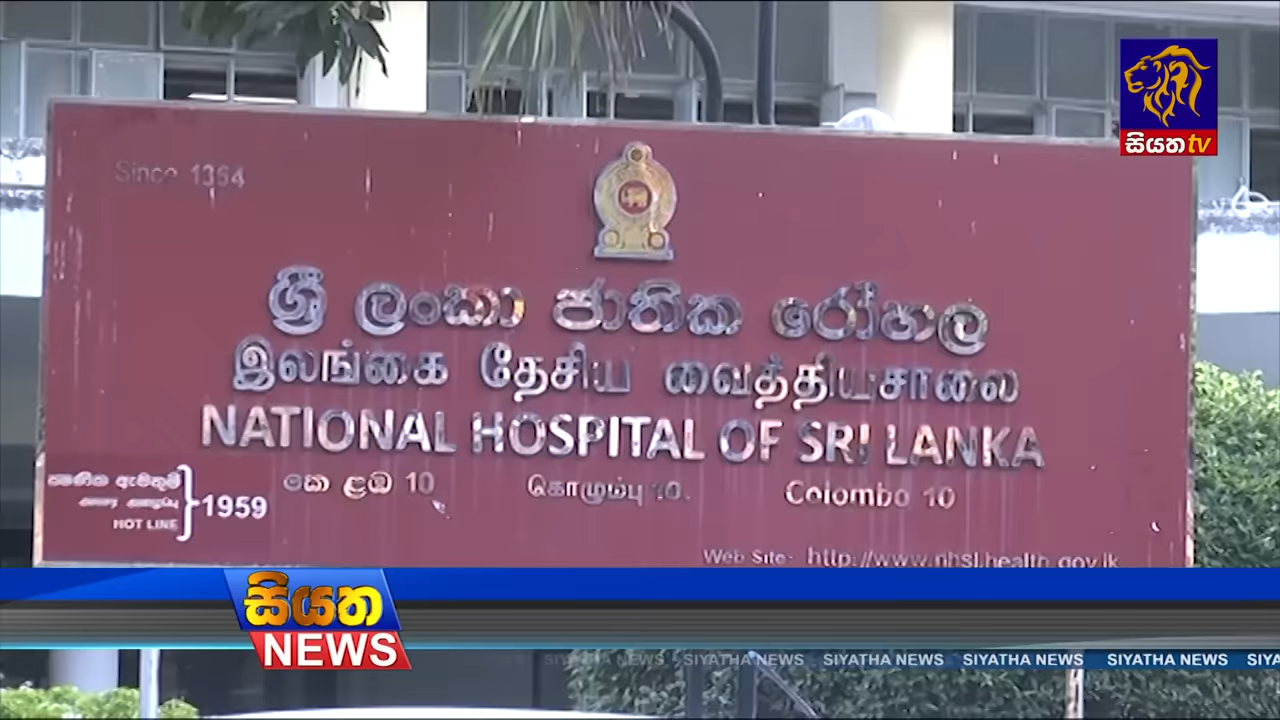 සියත tv
Since 1864
ශ්‍රී ලංකා ජාතික රෝහල
இலங்கை தேசிய வைத்தியசாலை
NATIONAL HOSPITAL OF SRI LANKA
කොළඹ 10 கொழும்பு 10. Colombo 10
ක්ෂණික ඇමතුම්
HOT LINE
1959
Web Site- http://www.nhsl.health.gov.lk
සියත
NEWS
SIYATHA NEWS SIYATHA NEWS SIYATHA NEWS SIYATHA NEWS SIYATHA NEWS